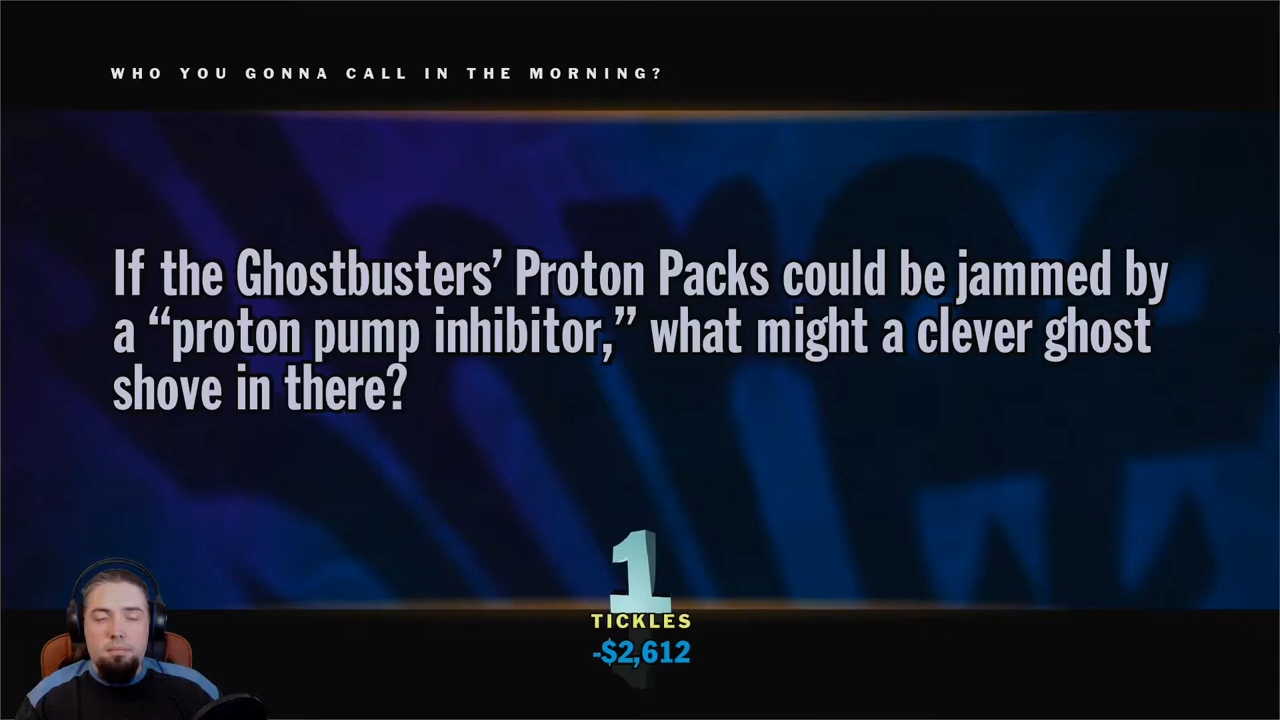 WHO YOU GONNA CALL IN THE MORNING?
If the Ghostbusters’ Proton Packs could be jammed by
a “proton pump inhibitor,” what might a clever ghost
shove in there?
1
TICKLES
-$2,612